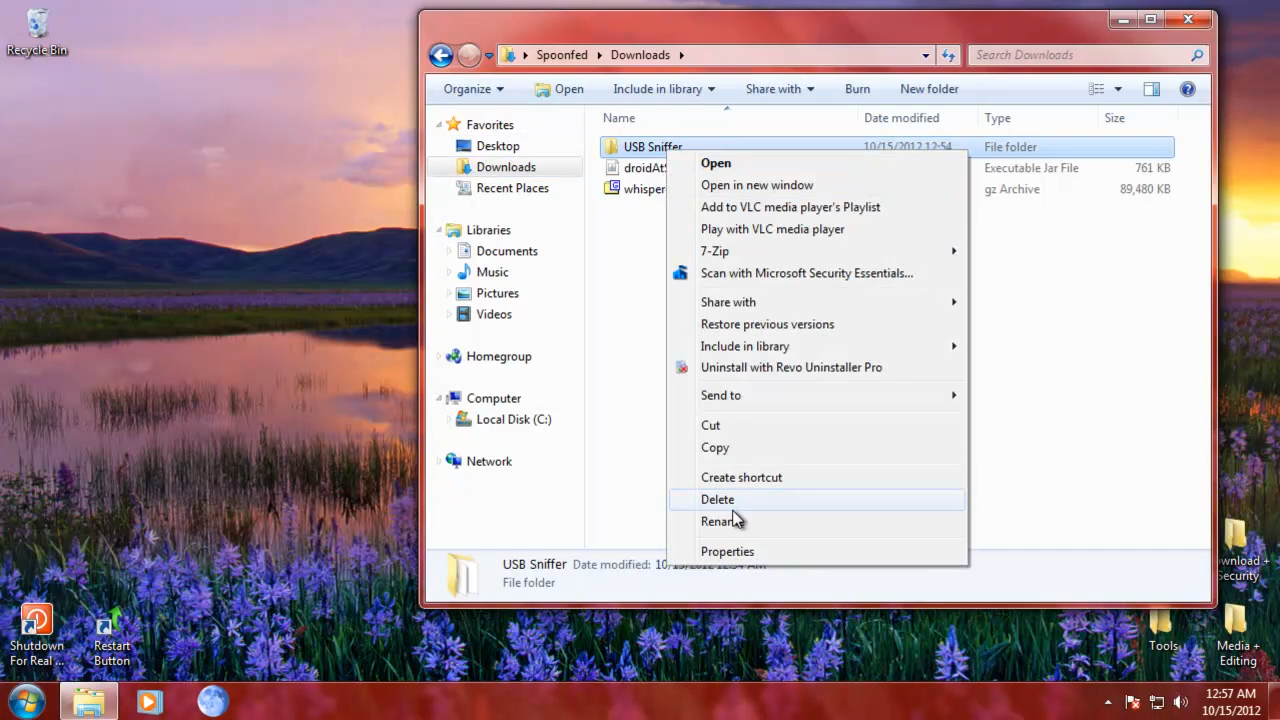 Recycle Bin
Spoonfed
Downloads
Search Downloads
Organize
Open
Include in library
Share with
Burn
New folder
Name
Date modified
Type
Size
Favorites
Desktop
Downloads
Recent Places
Libraries
Documents
Music
Pictures
Videos
Homegroup
Computer
Local Disk (C:)
Network
USB Sniffer
10/15/2012 12:54
File folder
Executable Jar File
761 KB
whisper
gz Archive
89,480 KB
Open
Open in new window
Add to VLC media player's Playlist
Play with VLC media player
7-Zip
Scan with Microsoft Security Essentials...
Share with
Restore previous versions
Include in library
Uninstall with Revo Uninstaller Pro
Send to
Cut
Copy
Create shortcut
Delete
Properties
USB Sniffer
Date modified:
File folder
Shutdown
For Real ...
Restart
Button
Security
Tools
Media +
Editing
12:57 AM
10/15/2012